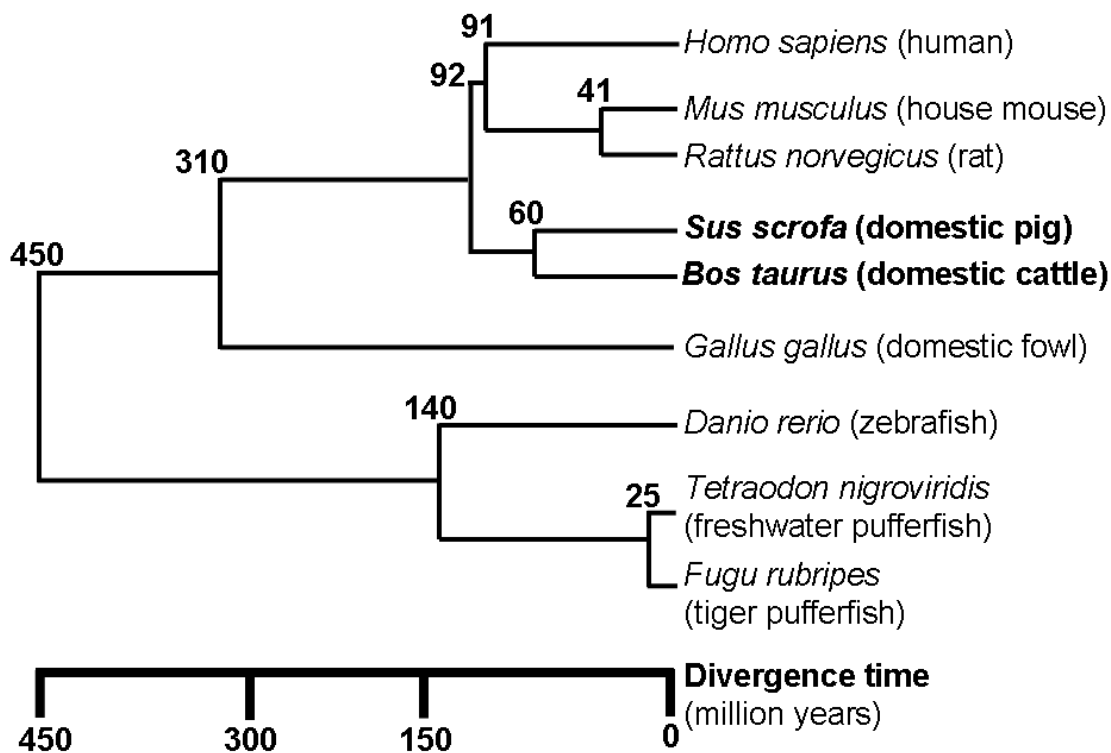 91
Homo sapiens (human)
92
41
Mus musculus (house mouse)
310
Rattus norvegicus (rat)
60
Sus scrofa (domestic pig)
450
Bos taurus (domestic cattle)
Gallus gallus (domestic fowl)
140
Danio rerio (zebrafish)
25
Tetraodon nigroviridis
(freshwater pufferfish)
Fugu rubripes
(tiger pufferfish)
Divergence time
(million years)
450 300 150 0